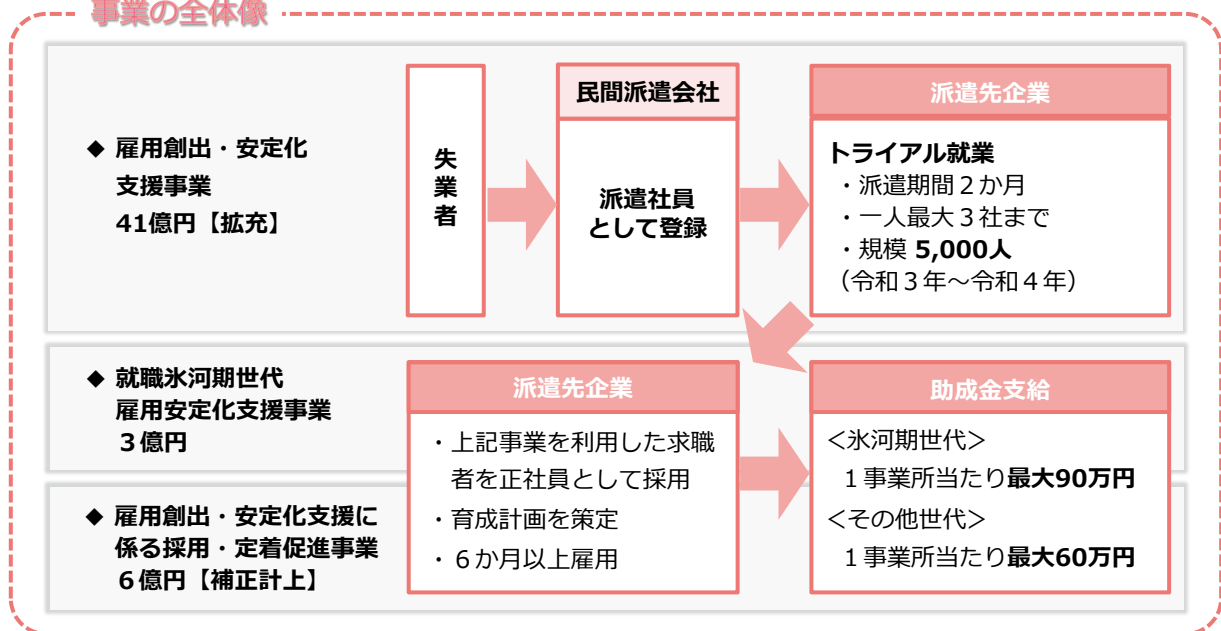 事業の全体像
◆ 雇用創出・安定化
支援事業
41億円【拡充】
失業者
民間派遣会社
派遣社員
として登録
派遣先企業
トライアル就業
・派遣期間２か月
・一人最大３社まで
・規模 5,000人
（令和３年～令和４年）
◆ 就職氷河期世代
雇用安定化支援事業
３億円
◆ 雇用創出・安定化支援に
係る採用・定着促進事業
６億円【補正計上】
派遣先企業
・上記事業を利用した求職
者を正社員として採用
・育成計画を策定
・６か月以上雇用
助成金支給
＜氷河期世代＞
１事業所当たり最大90万円
＜その他世代＞
１事業所当たり最大60万円